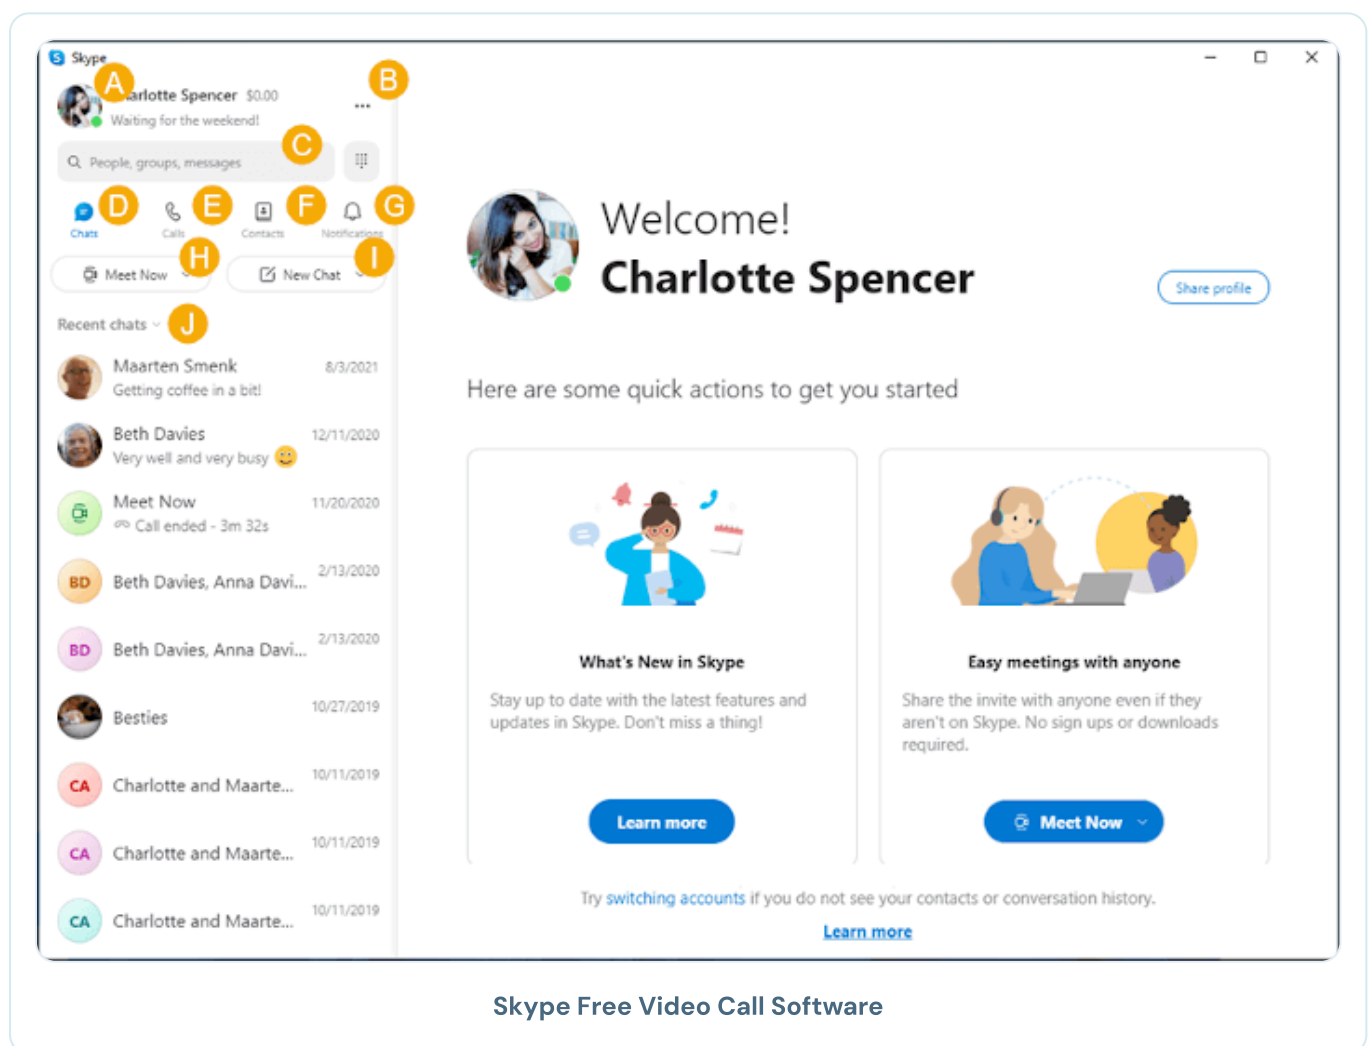 Skype
A
B
Charlotte Spencer $0.00
Waiting for the weekend!
C
People, groups, messages
D
E
F
G
Chats
Calls
Contacts
Notifications
H
I
Meet Now
New Chat
Recent chats
J
Maarten Smenk 8/3/2021
Getting coffee in a bit!
Beth Davies 12/11/2020
Very well and very busy
Meet Now 11/20/2020
Call ended - 3m 32s
BD
Beth Davies, Anna Davi... 2/13/2020
BD
Beth Davies, Anna Davi... 2/13/2020
Besties 10/27/2019
CA
Charlotte and Maarte... 10/11/2019
CA
Charlotte and Maarte... 10/11/2019
CA
Charlotte and Maarte... 10/11/2019
Welcome!
Charlotte Spencer
Share profile
Here are some quick actions to get you started
What's New in Skype
Stay up to date with the latest features and
updates in Skype. Don't miss a thing!
Learn more
Easy meetings with anyone
Share the invite with anyone even if they
aren't on Skype. No sign ups or downloads
required.
Meet Now
Try switching accounts if you do not see your contacts or conversation history.
Learn more
Skype Free Video Call Software